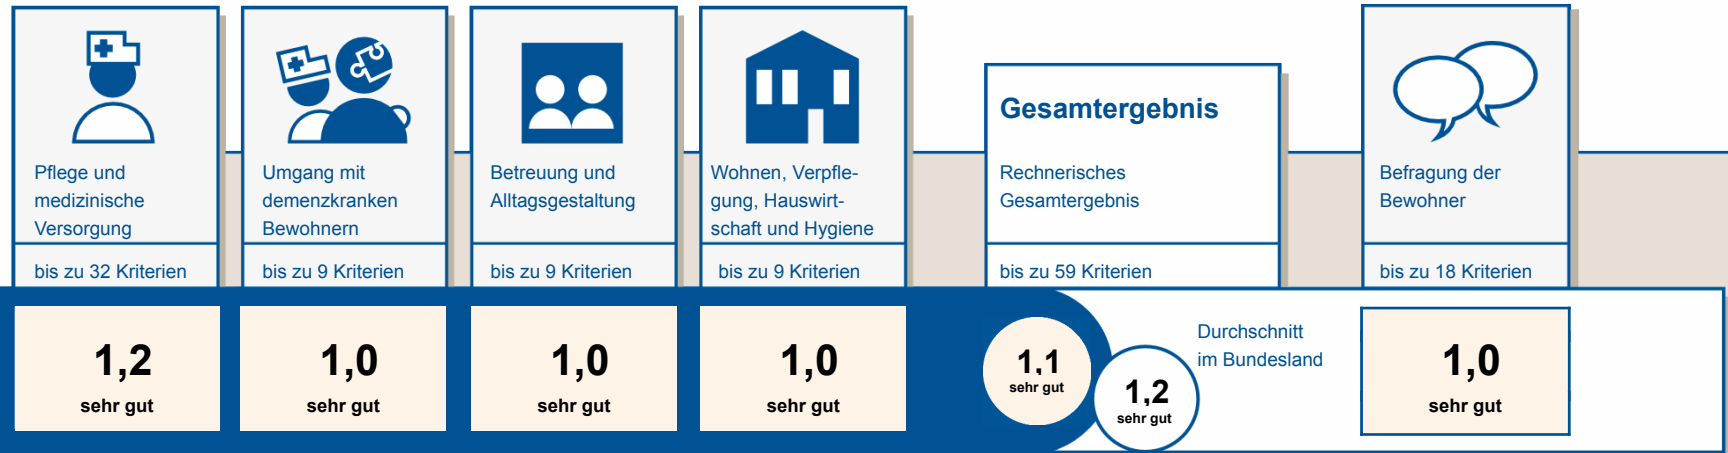 Pflege und
medizinische
Versorgung
bis zu 32 Kriterien
1,2
sehr gut
Umgang mit
demenzkranken
Bewohnern
bis zu 9 Kriterien
1,0
sehr gut
Betreuung und
Alltagsgestaltung
bis zu 9 Kriterien
1,0
sehr gut
Wohnen, Verpfle-
gung, Hauswirt-
schaft und Hygiene
bis zu 9 Kriterien
1,0
sehr gut
Gesamtergebnis
Rechnerisches
Gesamtergebnis
bis zu 59 Kriterien
1,1
sehr gut
1,2
sehr gut
Durchschnitt
im Bundesland
Befragung der
Bewohner
bis zu 18 Kriterien
1,0
sehr gut